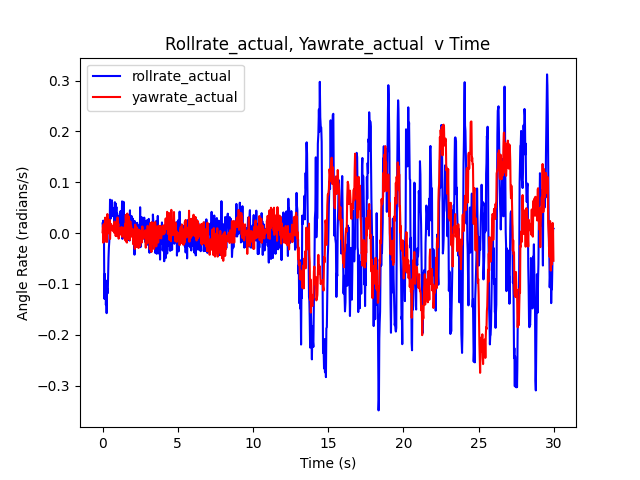 Rollrate_actual, Yawrate_actual  v Time
rollrate_actual
yawrate_actual
Angle Rate (radians/s)
0.3
0.2
0.1
0.0
−0.1
−0.2
−0.3
0
5
10
15
20
25
30
Time (s)